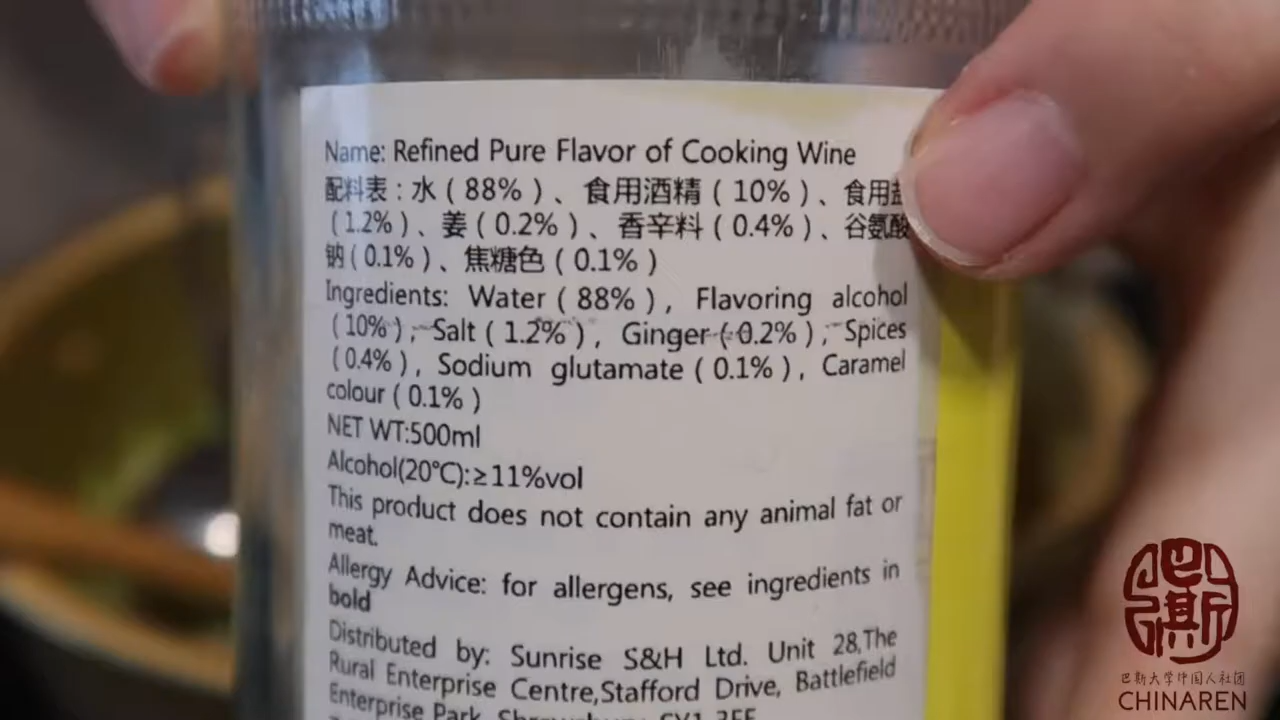 Name: Refined Pure Flavor of Cooking Wine
配料表：水（88%）、食用酒精（10%）、食用盐
（1.2%）、姜（0.2%）、香辛料（0.4%）、谷氨酸
钠（0.1%）、焦糖色（0.1%）
Ingredients: Water（88%）, Flavoring alcohol
（10%）, Salt（1.2%）, Ginger（0.2%）, Spices
（0.4%）, Sodium glutamate（0.1%）, Caramel
colour（0.1%）
NET WT:500ml
Alcohol(20℃):≥11%vol
This product does not contain any animal fat or
meat.
Allergy Advice: for allergens, see ingredients in
bold
Distributed by: Sunrise S&H Ltd. Unit 28,The
Rural Enterprise Centre,Stafford Drive, Battlefield
Enterprise Park, Shrewsbury, SY1 3FE
巴斯
巴斯大学中国人社团
CHINAREN